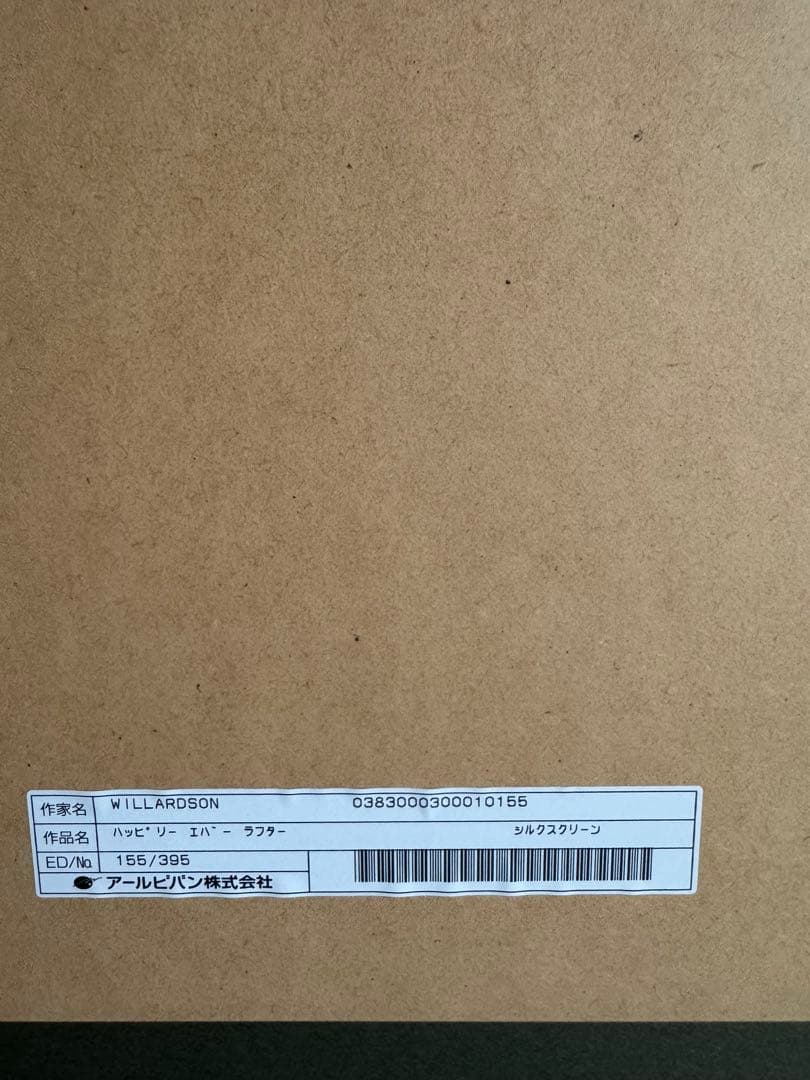 作家名 WILLARDSON 0383000300010155
作品名 ﾊｯﾋﾟﾘｰ ｴﾊﾞｰ ﾗﾌﾀｰ ｼﾙｸｽｸﾘｰﾝ
ED/No. 155/395
アールビバン株式会社